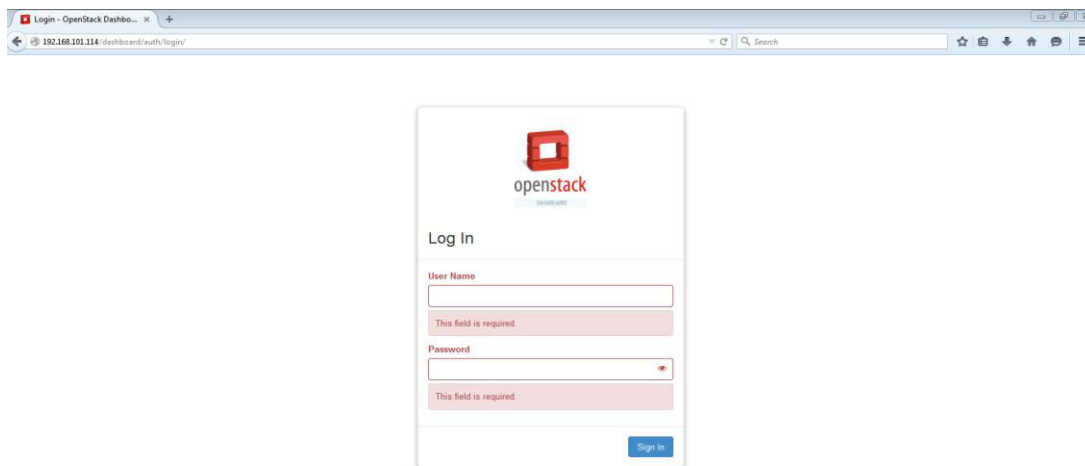 Login - OpenStack Dashbo...
192.168.101.114/dashboard/auth/login/
Search
openstack
DASHBOARD
Log In
User Name
This field is required.
Password
This field is required.
Sign In